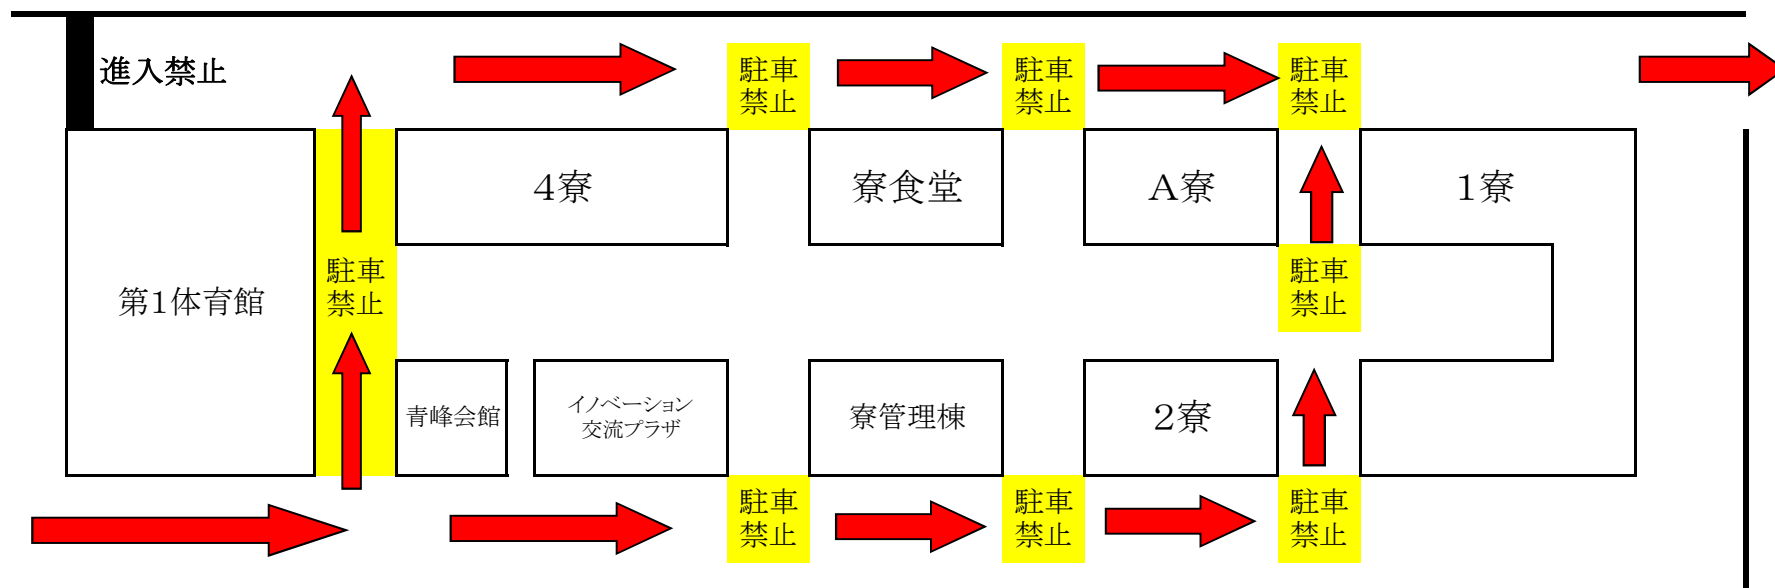 進入禁止
駐車
禁止
駐車
禁止
駐車
禁止
4寮
寮食堂
A寮
1寮
第1体育館
駐車
禁止
駐車
禁止
青峰会館
イノベーション
交流プラザ
寮管理棟
2寮
駐車
禁止
駐車
禁止
駐車
禁止